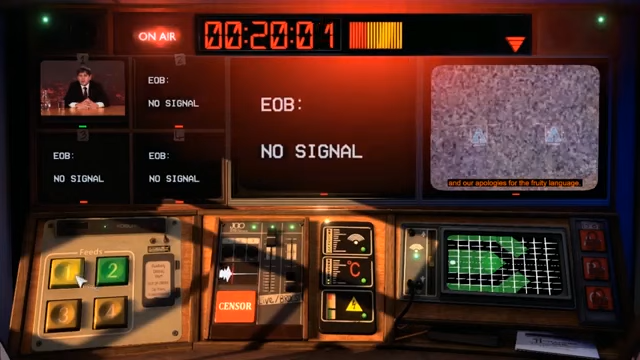 ON AIR
00:20:01
EOB:
NO SIGNAL
EOB:
NO SIGNAL
EOB:
NO SIGNAL
EOB:
NO SIGNAL
and our apologies for the fruity language.
Feeds
1
2
3
4
CENSOR
°C